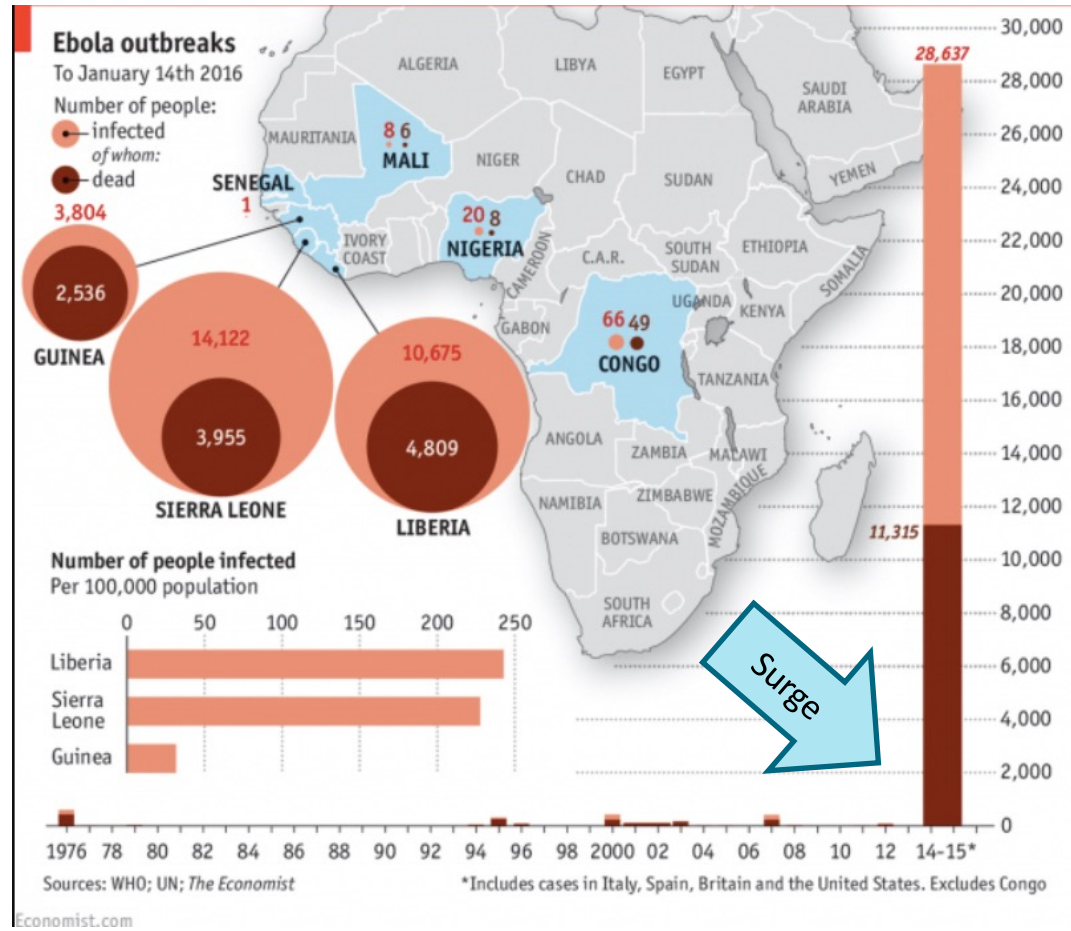 Ebola outbreaks
To January 14th 2016
Number of people:
infected
of whom:
dead
3,804
2,536
GUINEA
14,122
3,955
SIERRA LEONE
10,675
4,809
LIBERIA
SENEGAL
1
8 6
MALI
20 8
NIGERIA
66 49
CONGO
ALGERIA
LIBYA
EGYPT
SAUDI
ARABIA
MAURITANIA
NIGER
CHAD
SUDAN
YEMEN
IVORY
COAST
CAMEROON
C.A.R.
SOUTH
SUDAN
ETHIOPIA
SOMALIA
UGANDA
KENYA
GABON
TANZANIA
ANGOLA
ZAMBIA
MALAWI
MOZAMBIQUE
NAMIBIA
ZIMBABWE
BOTSWANA
SOUTH
AFRICA
28,637
11,315
30,000
28,000
26,000
24,000
22,000
20,000
18,000
16,000
14,000
12,000
10,000
8,000
6,000
4,000
2,000
0
Surge
Number of people infected
Per 100,000 population
0 50 100 150 200 250
Liberia
Sierra
Leone
Guinea
1976 78 80 82 84 86 88 90 92 94 96 98 2000 02 04 06 08 10 12 14-15*
Sources: WHO; UN; The Economist
*Includes cases in Italy, Spain, Britain and the United States. Excludes Congo
Economist.com